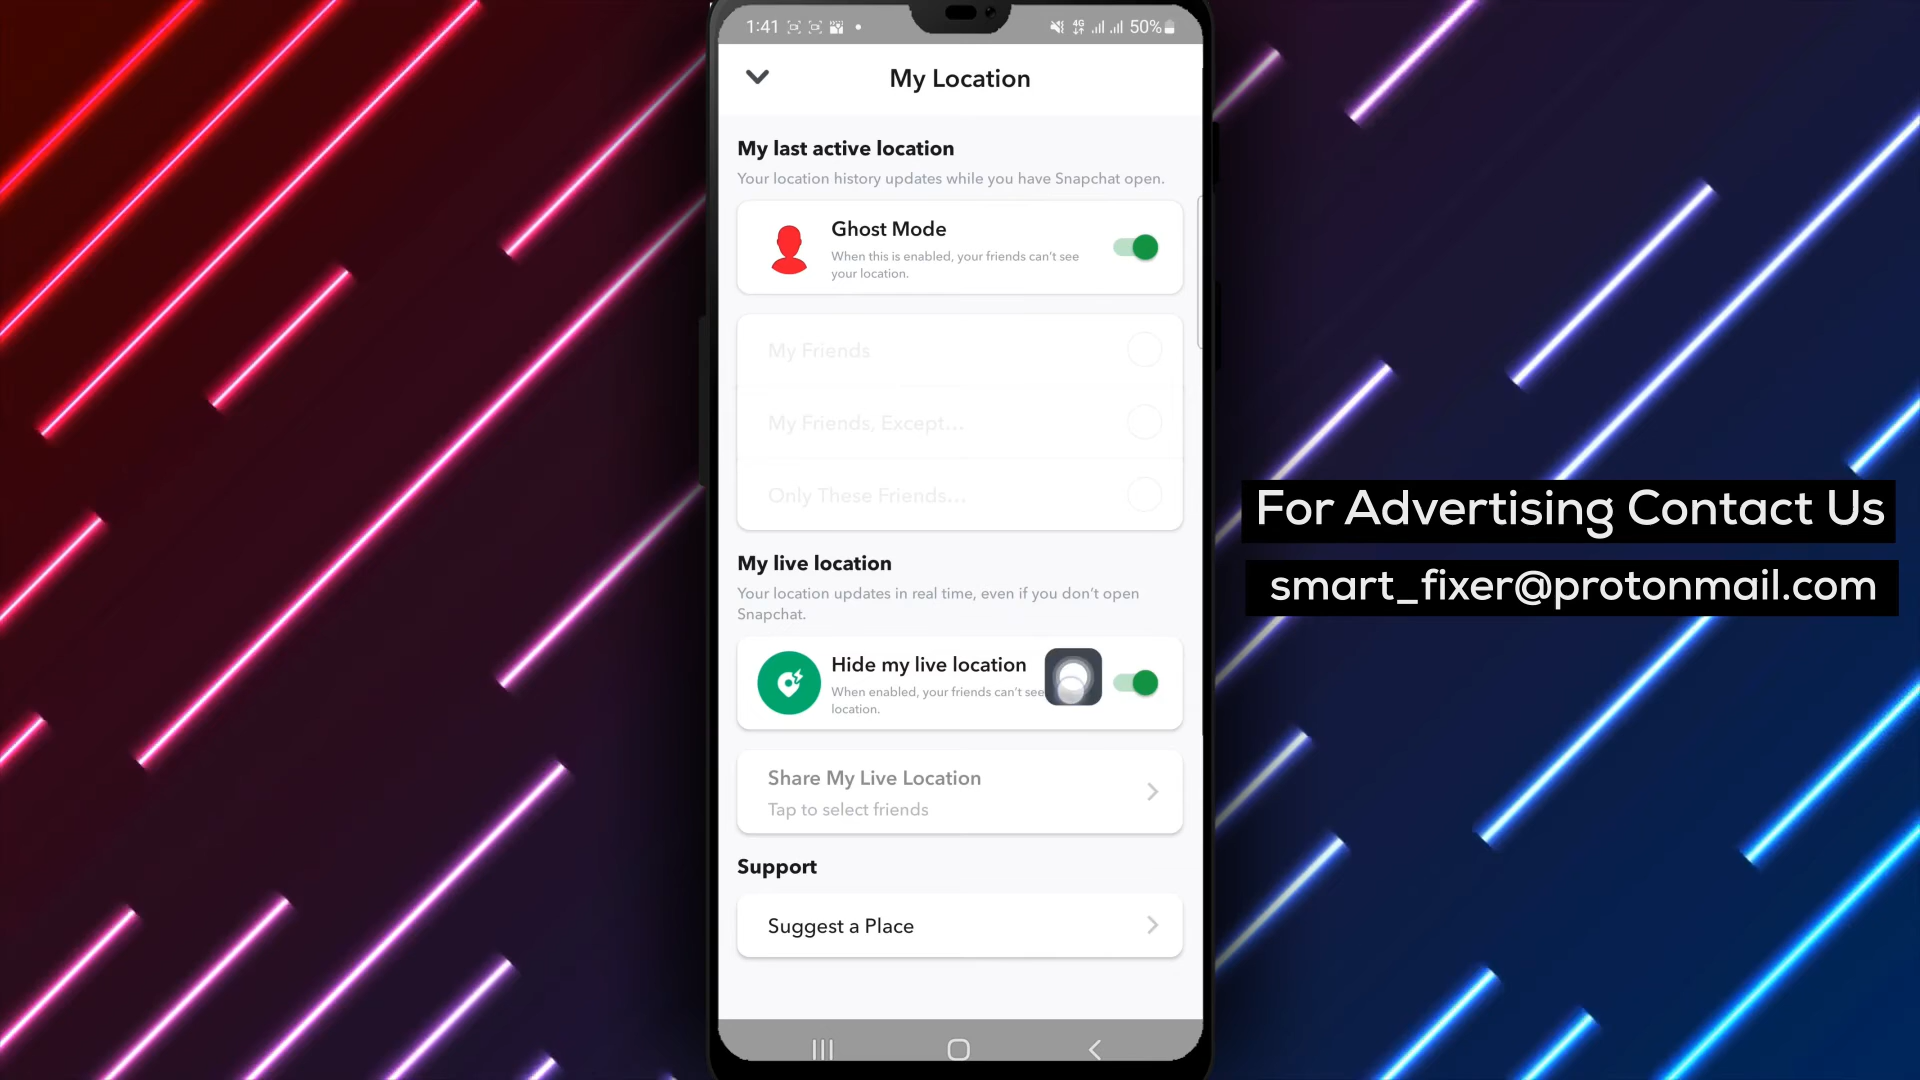 1:41
4G
50%
My Location
My last active location
Your location history updates while you have Snapchat open.
Ghost Mode
When this is enabled, your friends can't see
your location.
My Friends
My Friends, Except...
Only These Friends...
My live location
Your location updates in real time, even if you don't open
Snapchat.
Hide my live location
When enabled, your friends can't see
location.
Share My Live Location
Tap to select friends
Support
Suggest a Place
For Advertising Contact Us
smart_fixer@protonmail.com